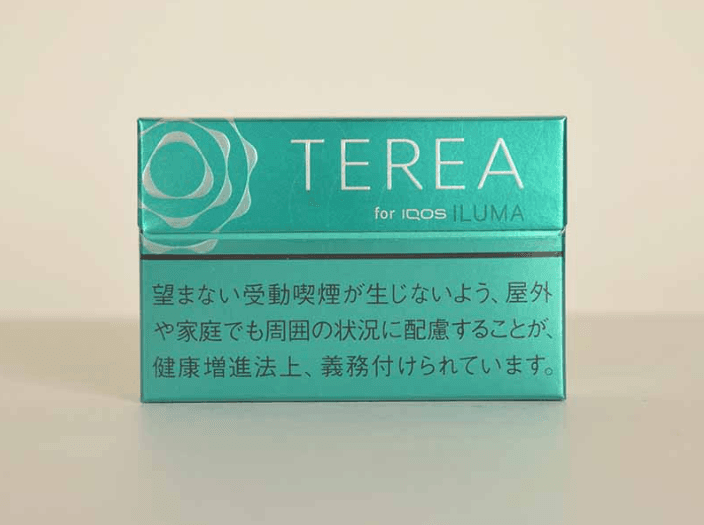 TEREA
for IQOS ILUMA
望まない受動喫煙が生じないよう、屋外
や家庭でも周囲の状況に配慮することが、
健康増進法上、義務付けられています。